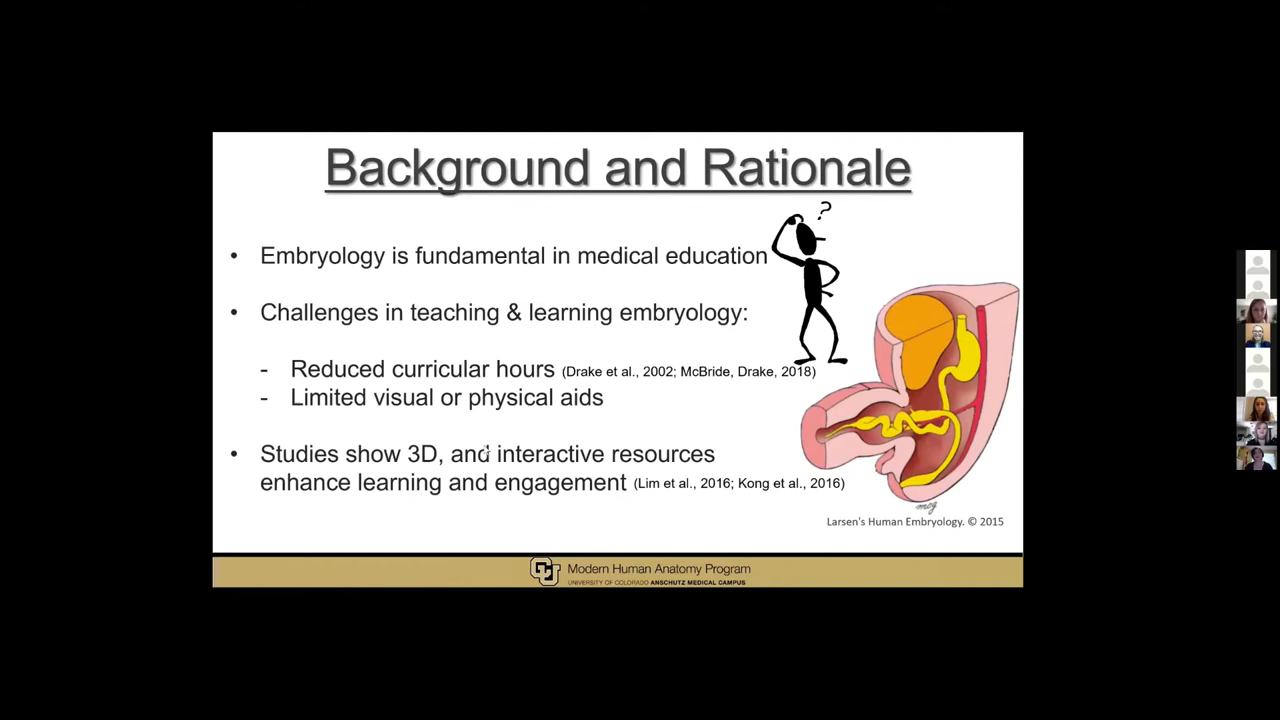 Background and Rationale
?
• Embryology is fundamental in medical education
• Challenges in teaching & learning embryology:
- Reduced curricular hours (Drake et al., 2002; McBride, Drake, 2018)
- Limited visual or physical aids
• Studies show 3D, and interactive resources
enhance learning and engagement (Lim et al., 2016; Kong et al., 2016)
mcg
Larsen's Human Embryology. © 2015
CU
Modern Human Anatomy Program
UNIVERSITY OF COLORADO ANSCHUTZ MEDICAL CAMPUS